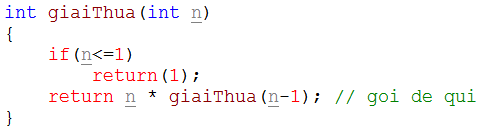 int giaiThua(int n)
{
    if(n<=1)
        return(1);
    return n * giaiThua(n-1); // goi de qui
}